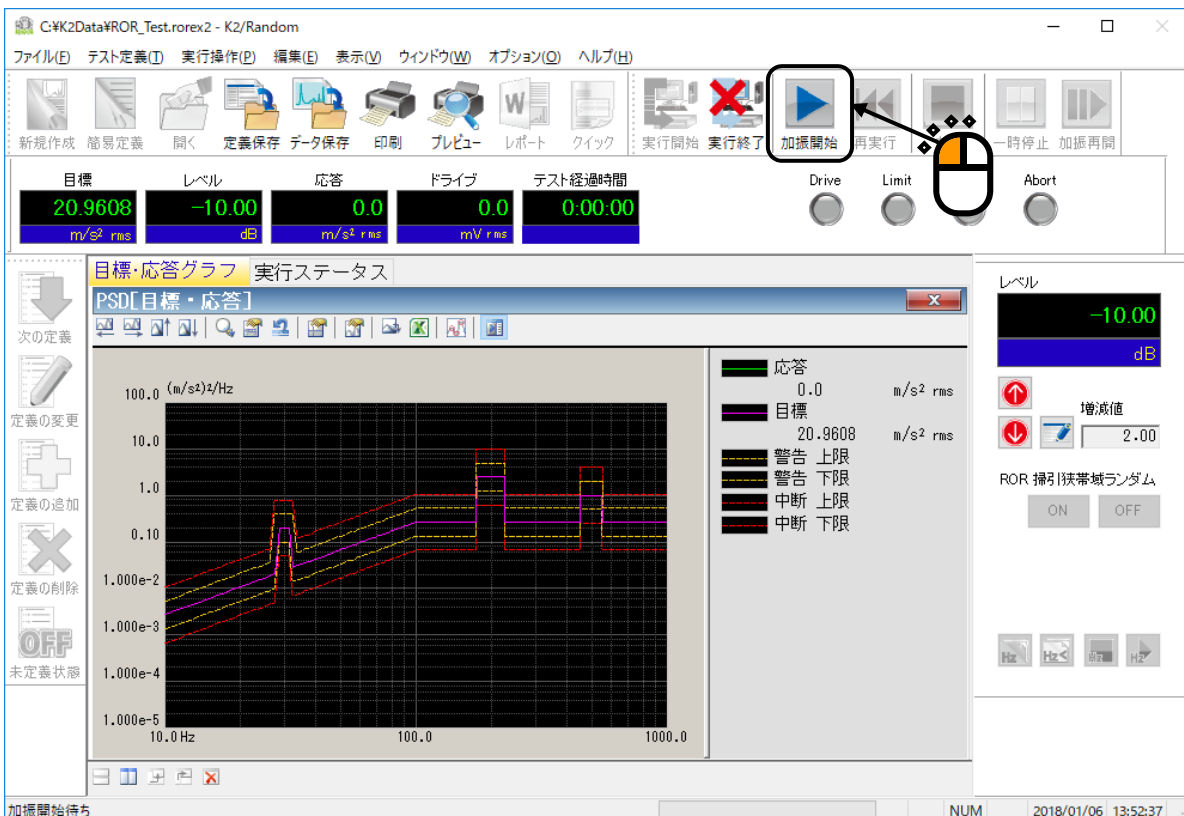 C:¥K2Data¥ROR_Test.rorex2 - K2/Random
ファイル(F) テスト定義(T) 実行操作(P) 編集(E) 表示(V) ウィンドウ(W) オプション(O) ヘルプ(H)
新規作成 簡易定義 開く 定義保存 データ保存 印刷 プレビュー レポート クイック 実行開始 実行終了 加振開始 再実行 一時停止 加振再開
目標 レベル 応答 ドライブ テスト経過時間 Drive Limit Abort
20.9608 -10.00 0.0 0.0 0:00:00
m/s² rms dB m/s² rms mV rms
次の定義
定義の変更
定義の追加
定義の削除
OFF
未定義状態
目標・応答グラフ 実行ステータス
PSD[目標・応答]
100.0 (m/s²)²/Hz
10.0
1.0
0.10
1.000e-2
1.000e-3
1.000e-4
1.000e-5
10.0 Hz 100.0 1000.0
応答
0.0 m/s² rms
目標
20.9608 m/s² rms
警告 上限
警告 下限
中断 上限
中断 下限
レベル
-10.00
dB
増減値
2.00
ROR 掃引狭帯域ランダム
ON OFF
加振開始待ち NUM 2018/01/06 13:52:37